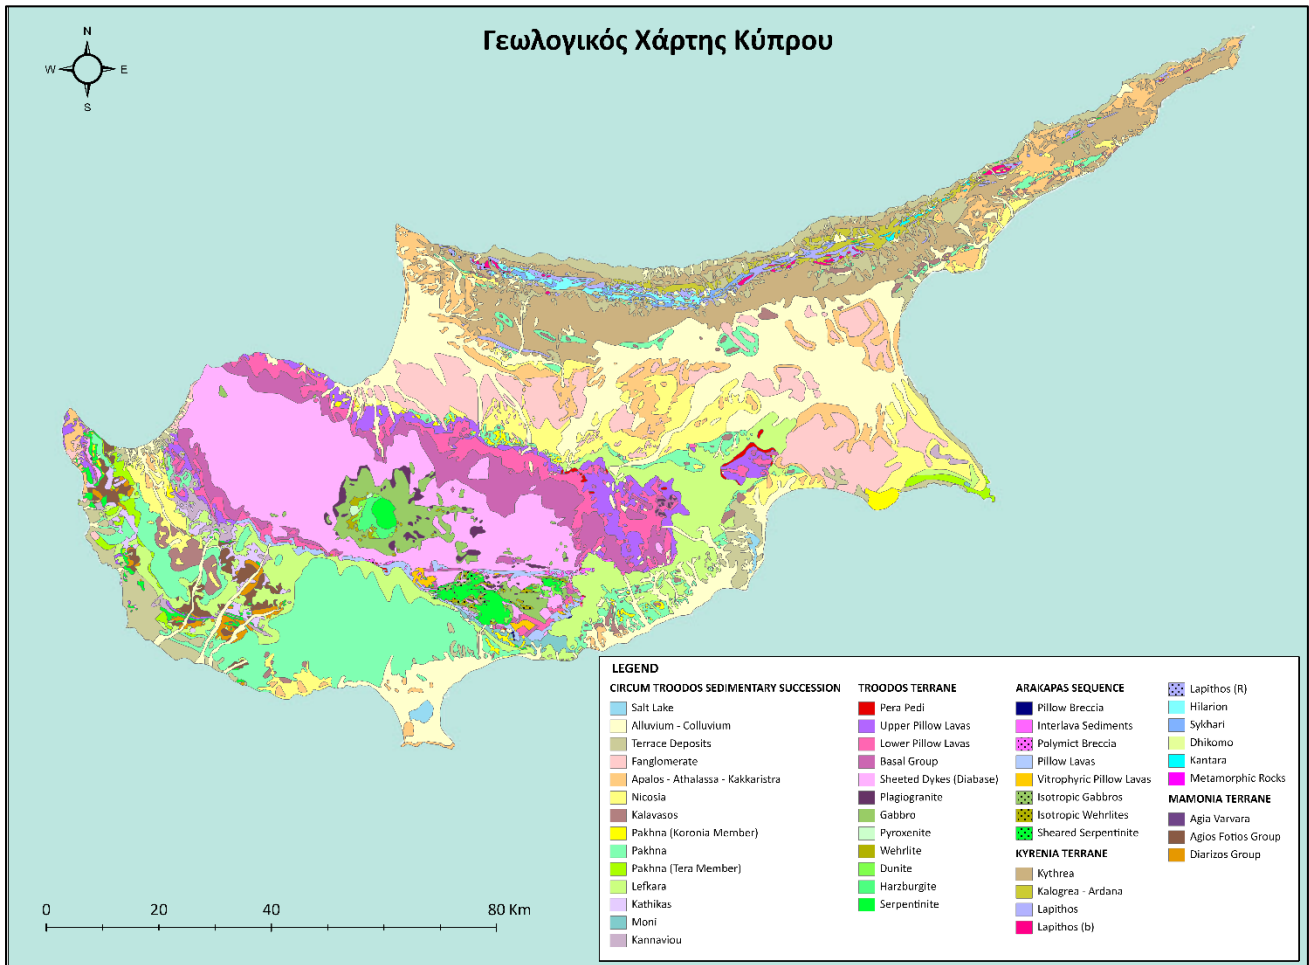 Γεωλογικός Χάρτης Κύπρου
N
W E
S
LEGEND
CIRCUM TROODOS SEDIMENTARY SUCCESSION
Salt Lake
Alluvium - Colluvium
Terrace Deposits
Fanglomerate
Apalos - Athalassa - Kakkaristra
Nicosia
Kalavasos
Pakhna (Koronia Member)
Pakhna
Pakhna (Tera Member)
Lefkara
Kathikas
Moni
Kannaviou
TROODOS TERRANE
Pera Pedi
Upper Pillow Lavas
Lower Pillow Lavas
Basal Group
Sheeted Dykes (Diabase)
Plagiogranite
Gabbro
Pyroxenite
Wehrlite
Dunite
Harzburgite
Serpentinite
ARAKAPAS SEQUENCE
Pillow Breccia
Interlava Sediments
Polymict Breccia
Pillow Lavas
Vitrophyric Pillow Lavas
Isotropic Gabbros
Isotropic Wehrlites
Sheared Serpentinite
KYRENIA TERRANE
Kythrea
Kalogrea - Ardana
Lapithos
Lapithos (b)
Lapithos (R)
Hilarion
Sykhari
Dhikomo
Kantara
Metamorphic Rocks
MAMONIA TERRANE
Agia Varvara
Agios Fotios Group
Diarizos Group
0 20 40 80 Km